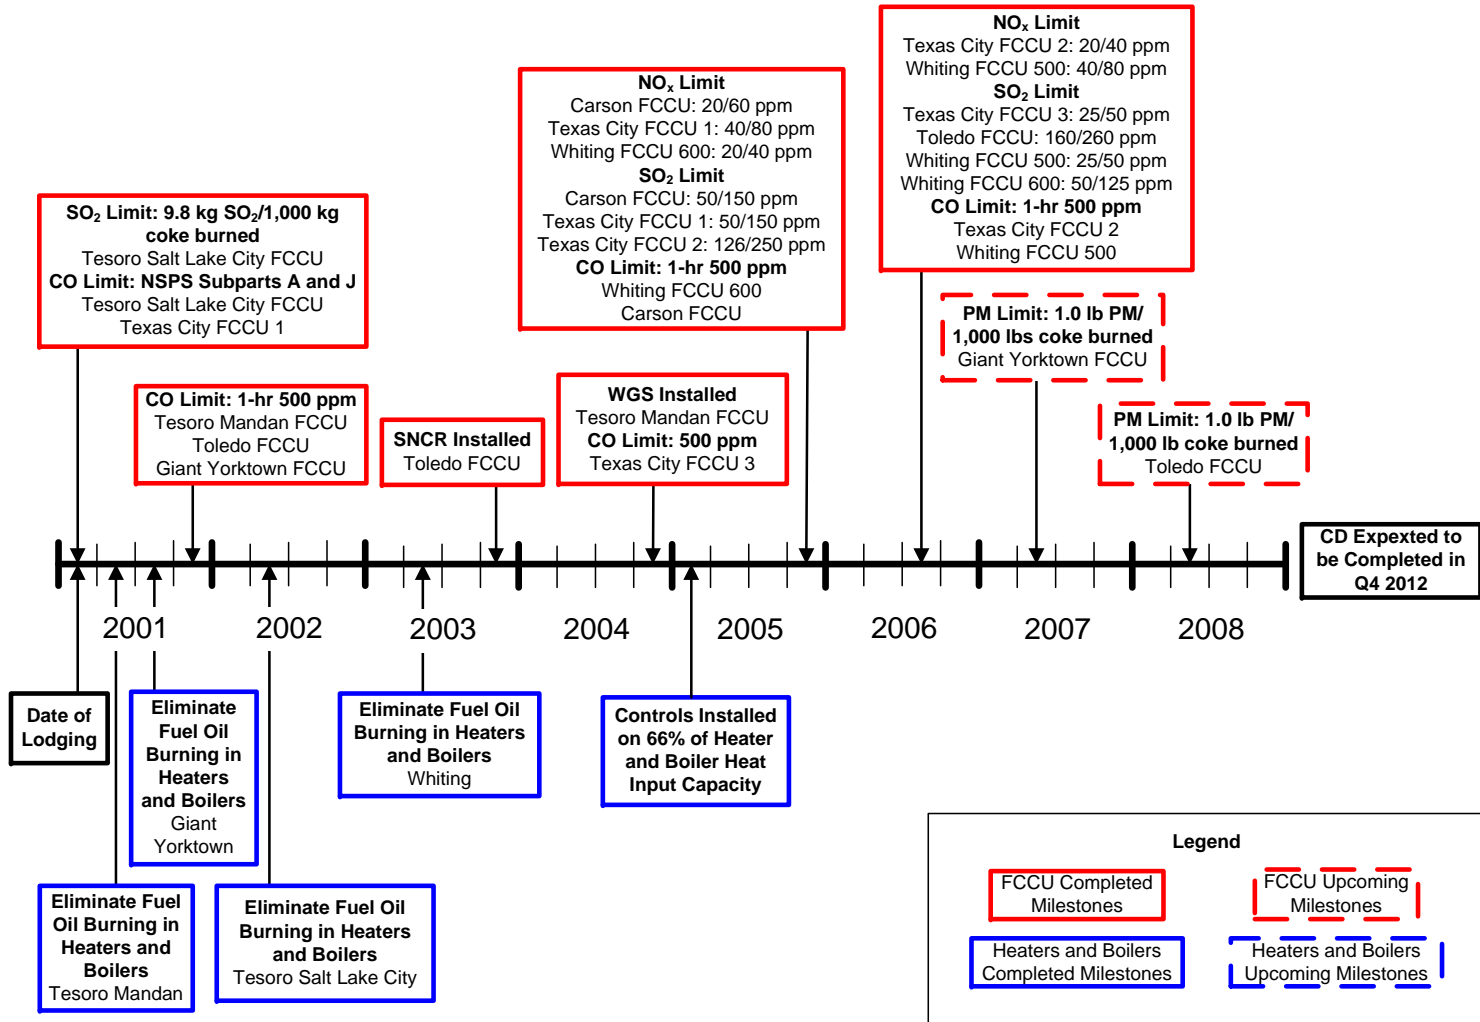 NOx Limit
Texas City FCCU 2: 20/40 ppm
Whiting FCCU 500: 40/80 ppm
SO2 Limit
Texas City FCCU 3: 25/50 ppm
Toledo FCCU: 160/260 ppm
Whiting FCCU 500: 25/50 ppm
Whiting FCCU 600: 50/125 ppm
CO Limit: 1-hr 500 ppm
Texas City FCCU 2
Whiting FCCU 500
NOx Limit
Carson FCCU: 20/60 ppm
Texas City FCCU 1: 40/80 ppm
Whiting FCCU 600: 20/40 ppm
SO2 Limit
Carson FCCU: 50/150 ppm
Texas City FCCU 1: 50/150 ppm
Texas City FCCU 2: 126/250 ppm
CO Limit: 1-hr 500 ppm
Whiting FCCU 600
Carson FCCU
SO2 Limit: 9.8 kg SO2/1,000 kg
coke burned
Tesoro Salt Lake City FCCU
CO Limit: NSPS Subparts A and J
Tesoro Salt Lake City FCCU
Texas City FCCU 1
PM Limit: 1.0 lb PM/
1,000 lbs coke burned
Giant Yorktown FCCU
CO Limit: 1-hr 500 ppm
Tesoro Mandan FCCU
Toledo FCCU
Giant Yorktown FCCU
SNCR Installed
Toledo FCCU
WGS Installed
Tesoro Mandan FCCU
CO Limit: 500 ppm
Texas City FCCU 3
PM Limit: 1.0 lb PM/
1,000 lb coke burned
Toledo FCCU
CD Expexted to
be Completed in
Q4 2012
2001
2002
2003
2004
2005
2006
2007
2008
Date of
Lodging
Eliminate
Fuel Oil
Burning in
Heaters
and Boilers
Giant
Yorktown
Eliminate Fuel Oil
Burning in Heaters
and Boilers
Whiting
Controls Installed
on 66% of Heater
and Boiler Heat
Input Capacity
Eliminate Fuel
Oil Burning in
Heaters and
Boilers
Tesoro Mandan
Eliminate Fuel Oil
Burning in Heaters
and Boilers
Tesoro Salt Lake City
Legend
FCCU Completed
Milestones
FCCU Upcoming
Milestones
Heaters and Boilers
Completed Milestones
Heaters and Boilers
Upcoming Milestones